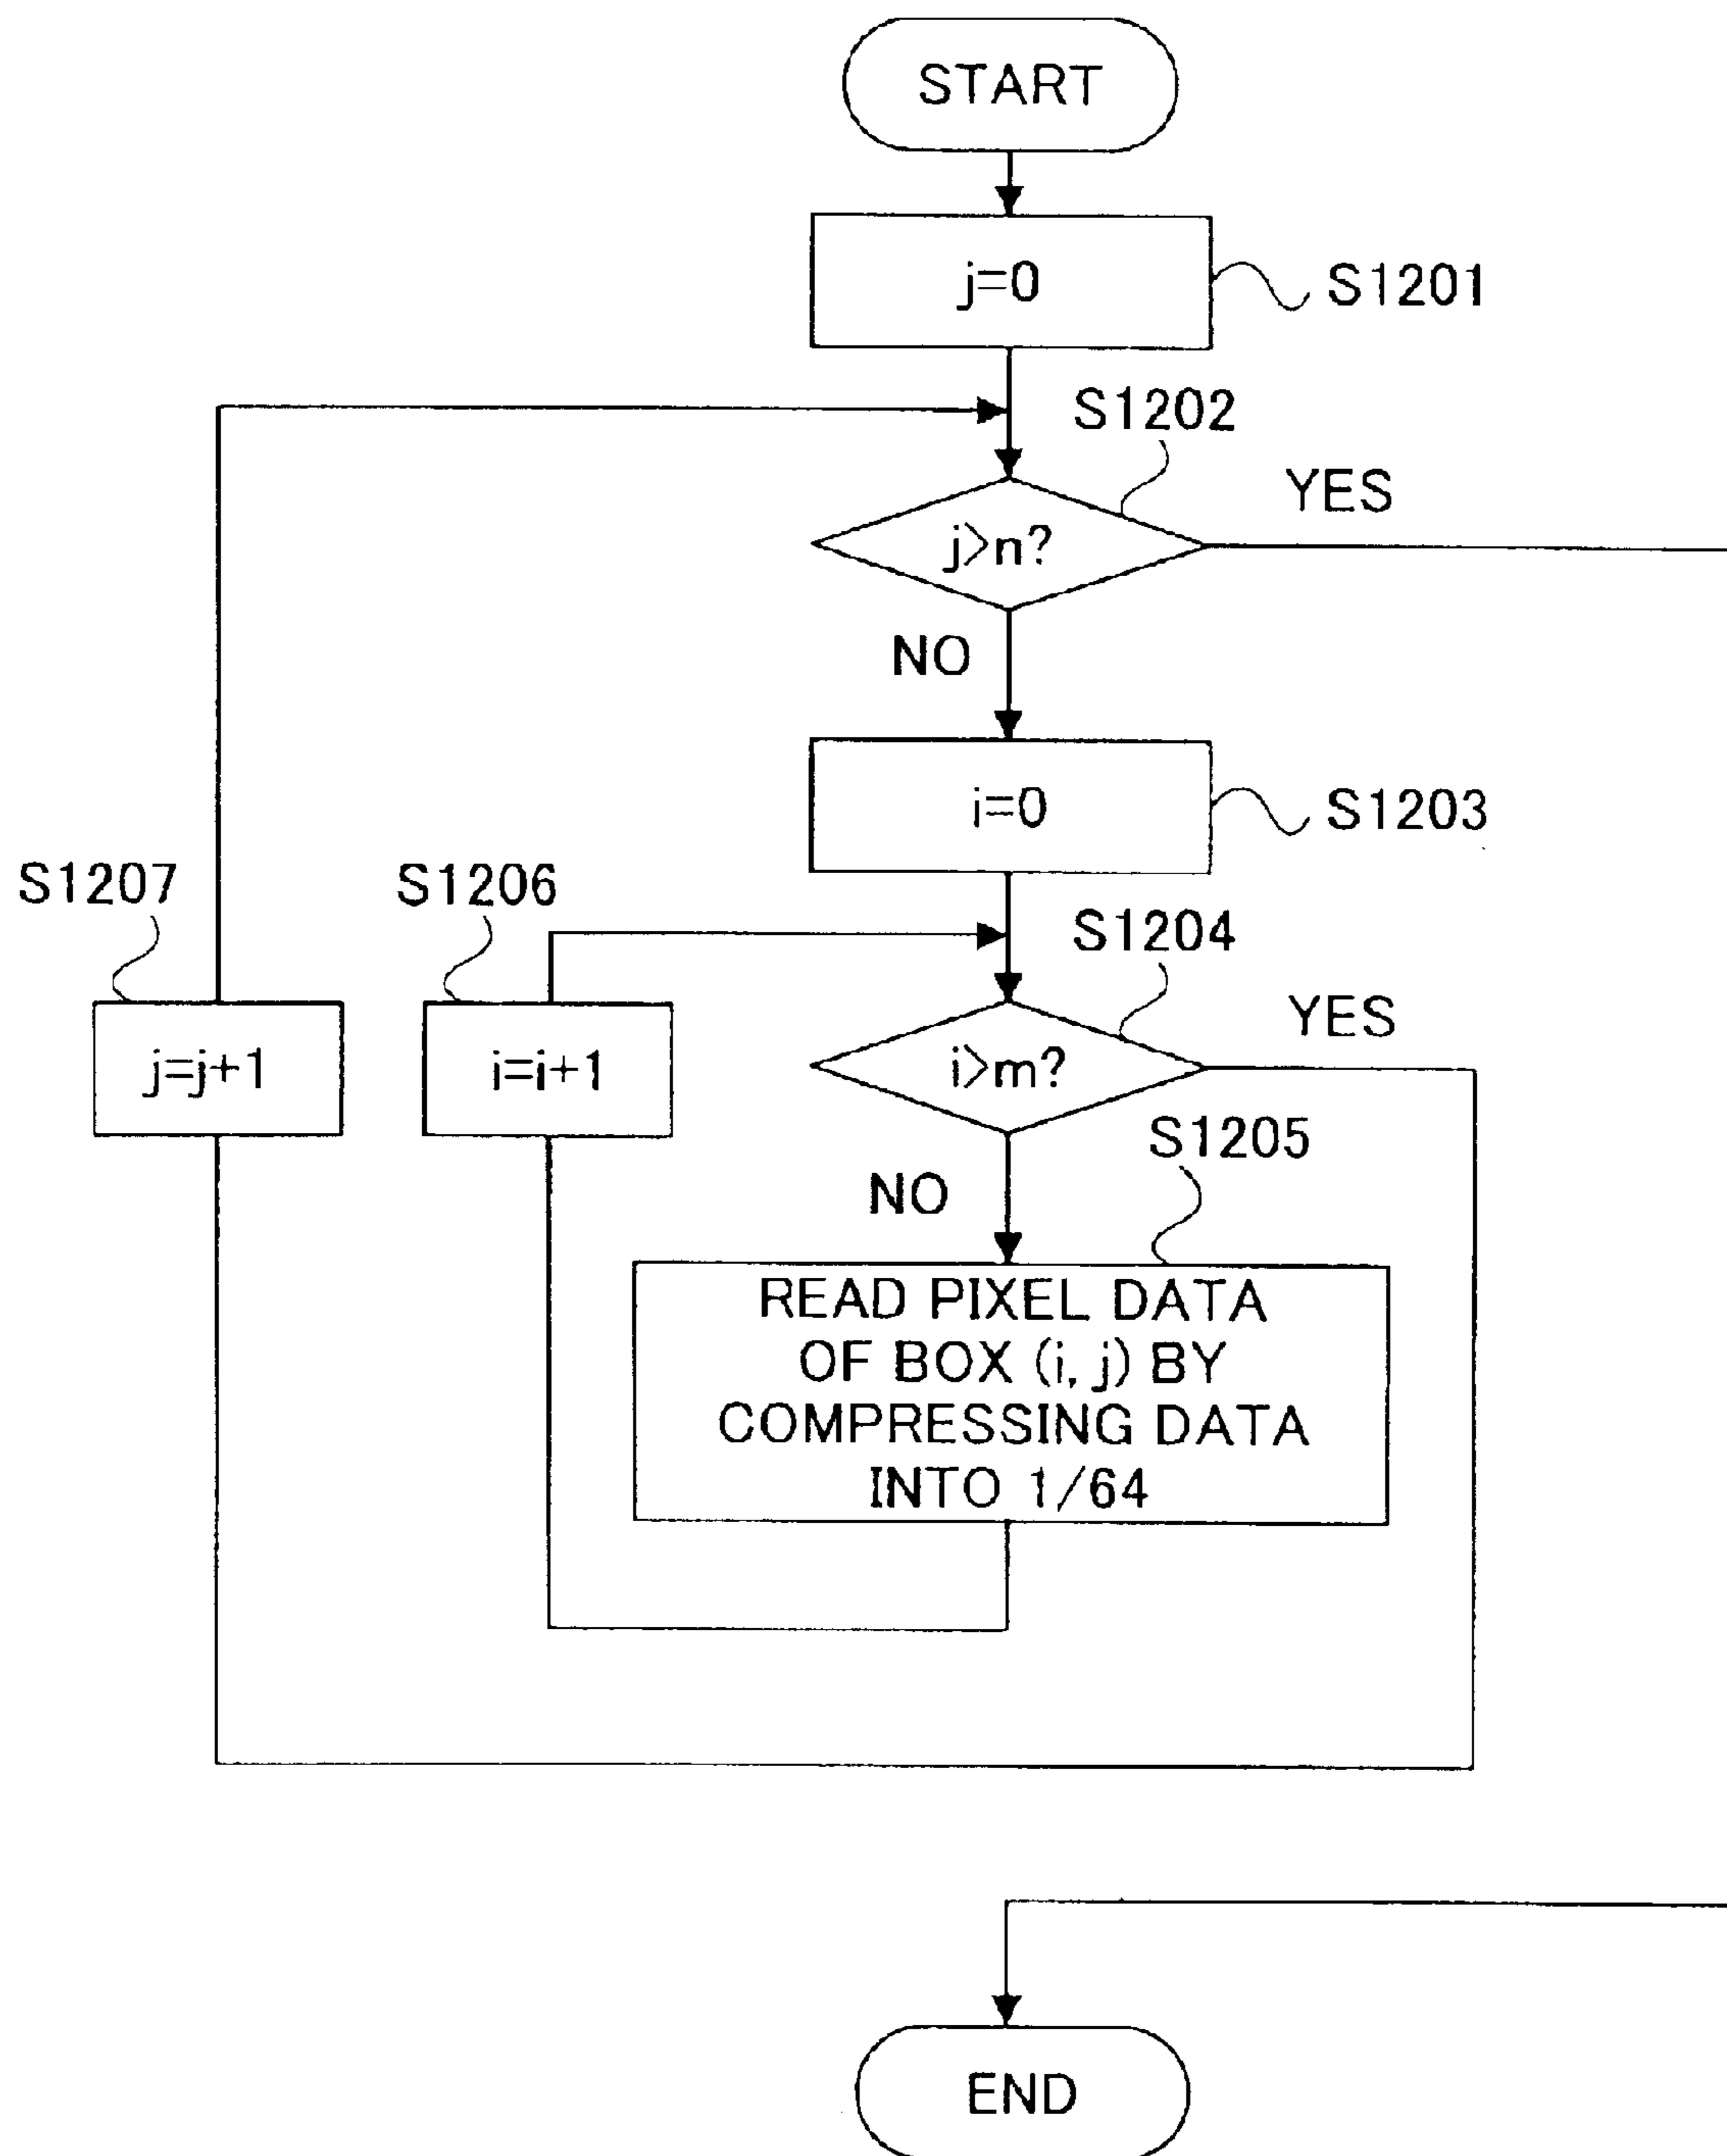 START
j=0
S1201
S1202
j>n?
YES
NO
i=0
S1203
S1207
S1206
S1204
j=j+1
i=i+1
i>m?
YES
NO
S1205
READ PIXEL DATA
OF BOX (i, j) BY
COMPRESSING DATA
INTO 1/64
END